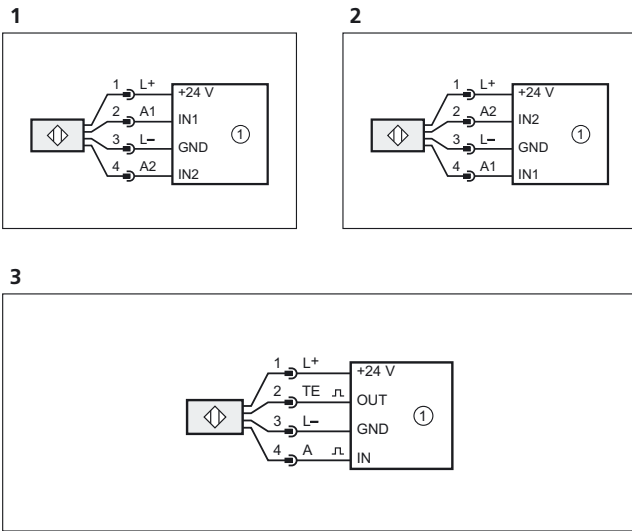 1
1 L+ +24 V
2 A1 IN1
3 L– GND
4 A2 IN2
①
2
1 L+ +24 V
2 A2 IN2
3 L– GND
4 A1 IN1
①
3
1 L+ +24 V
2 TE OUT
3 L– GND
4 A IN
①